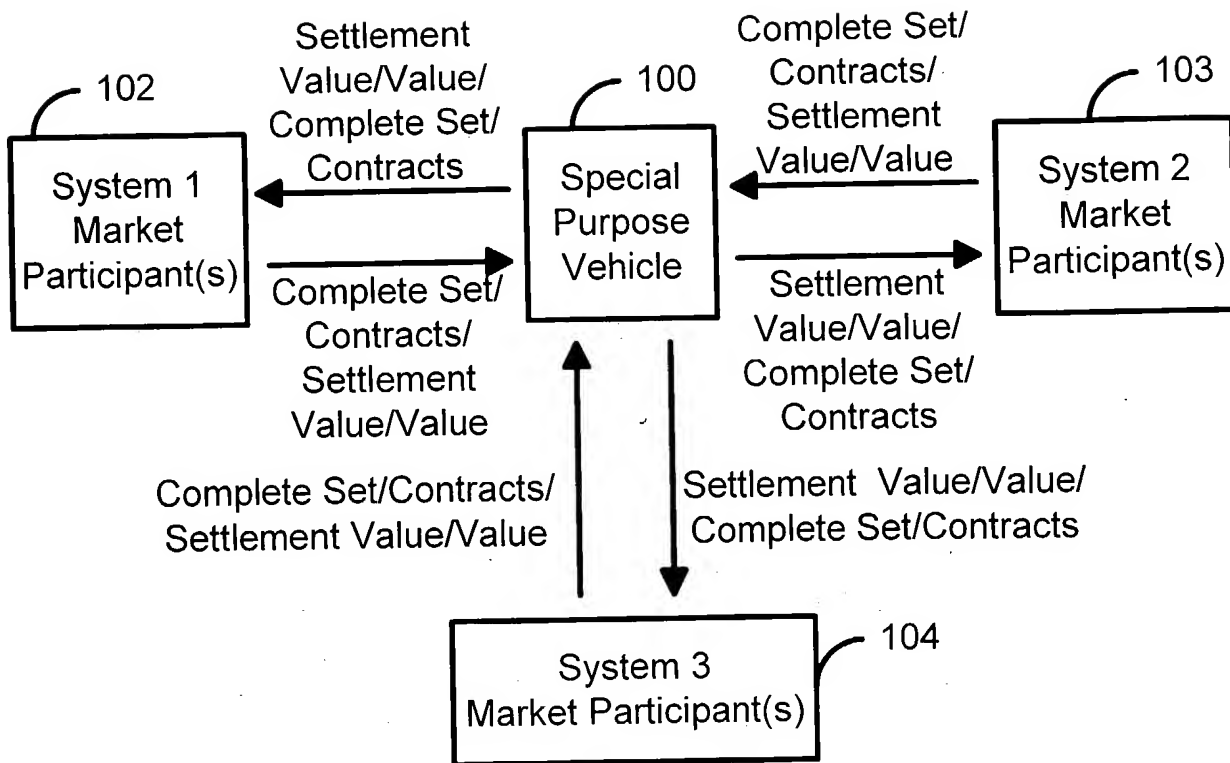 Settlement
Value/Value/
Complete Set/
Contracts
Complete Set/
Contracts/
Settlement
Value/Value
102
100
103
System 1
Market
Participant(s)
Special
Purpose
Vehicle
System 2
Market
Participant(s)
Complete Set/
Contracts/
Settlement
Value/Value
Settlement
Value/Value/
Complete Set/
Contracts
Complete Set/Contracts/
Settlement Value/Value
Settlement Value/Value/
Complete Set/Contracts
104
System 3
Market Participant(s)